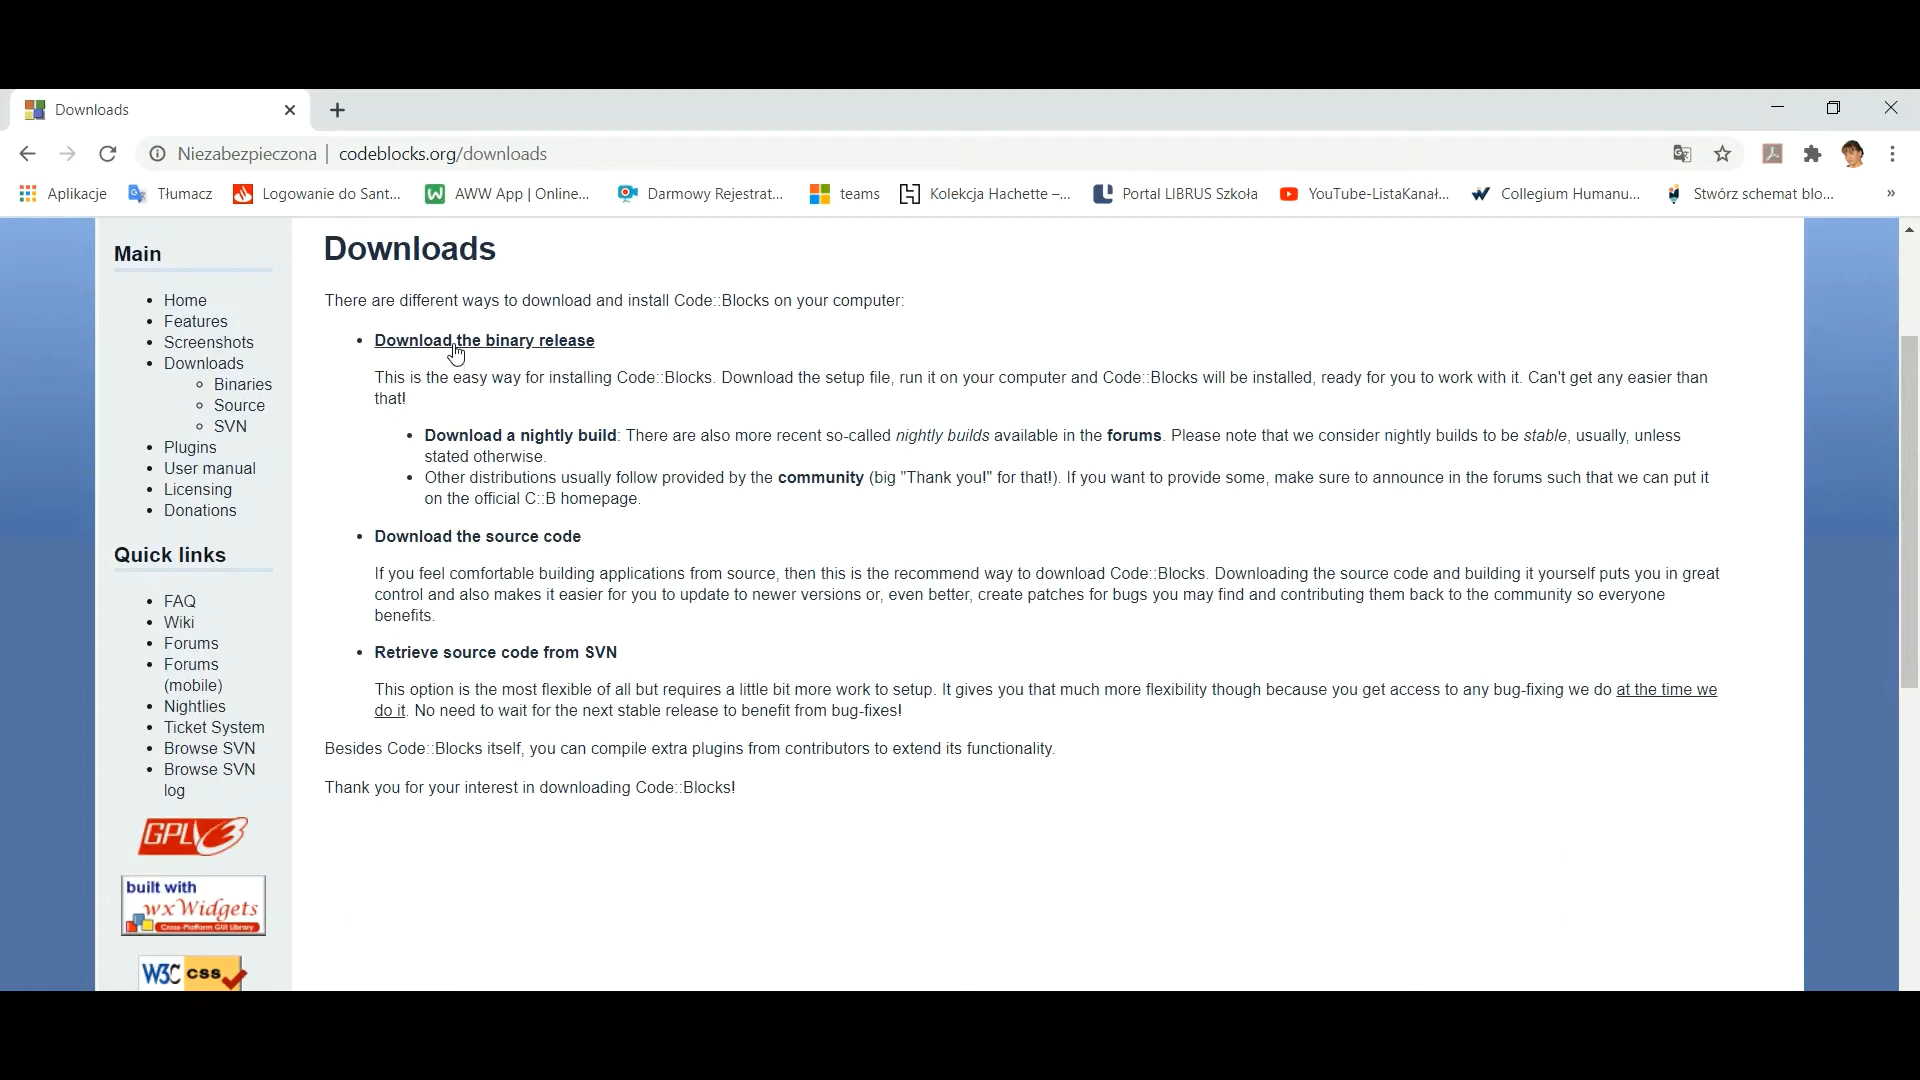 Downloads
Niezabezpieczona | codeblocks.org/downloads
Aplikacje Tłumacz Logowanie do Sant... AWW App | Online... Darmowy Rejestrat... teams Kolekcja Hachette –... Portal LIBRUS Szkoła YouTube-ListaKanał... Collegium Humanu... Stwórz schemat blo... »
Main
Home
Features
Screenshots
Downloads
Binaries
Source
SVN
Plugins
User manual
Licensing
Donations
Quick links
FAQ
Wiki
Forums
Forums
(mobile)
Nightlies
Ticket System
Browse SVN
Browse SVN
log
GPLv3
built with
wxWidgets
Cross-Platform GUI Library
W3C css
Downloads
There are different ways to download and install Code::Blocks on your computer:
Download the binary release
This is the easy way for installing Code::Blocks. Download the setup file, run it on your computer and Code::Blocks will be installed, ready for you to work with it. Can't get any easier than
that!
Download a nightly build: There are also more recent so-called nightly builds available in the forums. Please note that we consider nightly builds to be stable, usually, unless
stated otherwise.
Other distributions usually follow provided by the community (big "Thank you!" for that!). If you want to provide some, make sure to announce in the forums such that we can put it
on the official C::B homepage.
Download the source code
If you feel comfortable building applications from source, then this is the recommend way to download Code::Blocks. Downloading the source code and building it yourself puts you in great
control and also makes it easier for you to update to newer versions or, even better, create patches for bugs you may find and contributing them back to the community so everyone
benefits.
Retrieve source code from SVN
This option is the most flexible of all but requires a little bit more work to setup. It gives you that much more flexibility though because you get access to any bug-fixing we do at the time we
do it. No need to wait for the next stable release to benefit from bug-fixes!
Besides Code::Blocks itself, you can compile extra plugins from contributors to extend its functionality.
Thank you for your interest in downloading Code::Blocks!